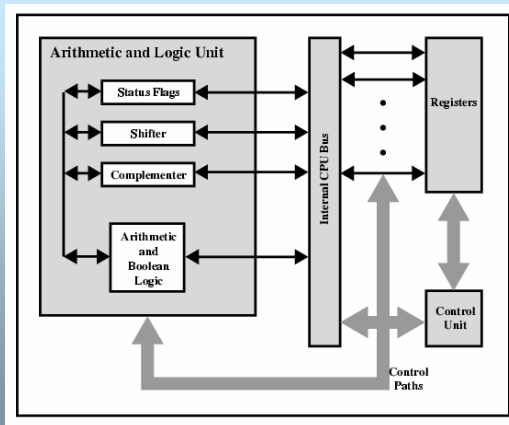 Arithmetic and Logic Unit
Status Flags
Shifter
Complementer
Arithmetic
and
Boolean
Logic
Internal CPU Bus
Registers
Control
Unit
Control
Paths